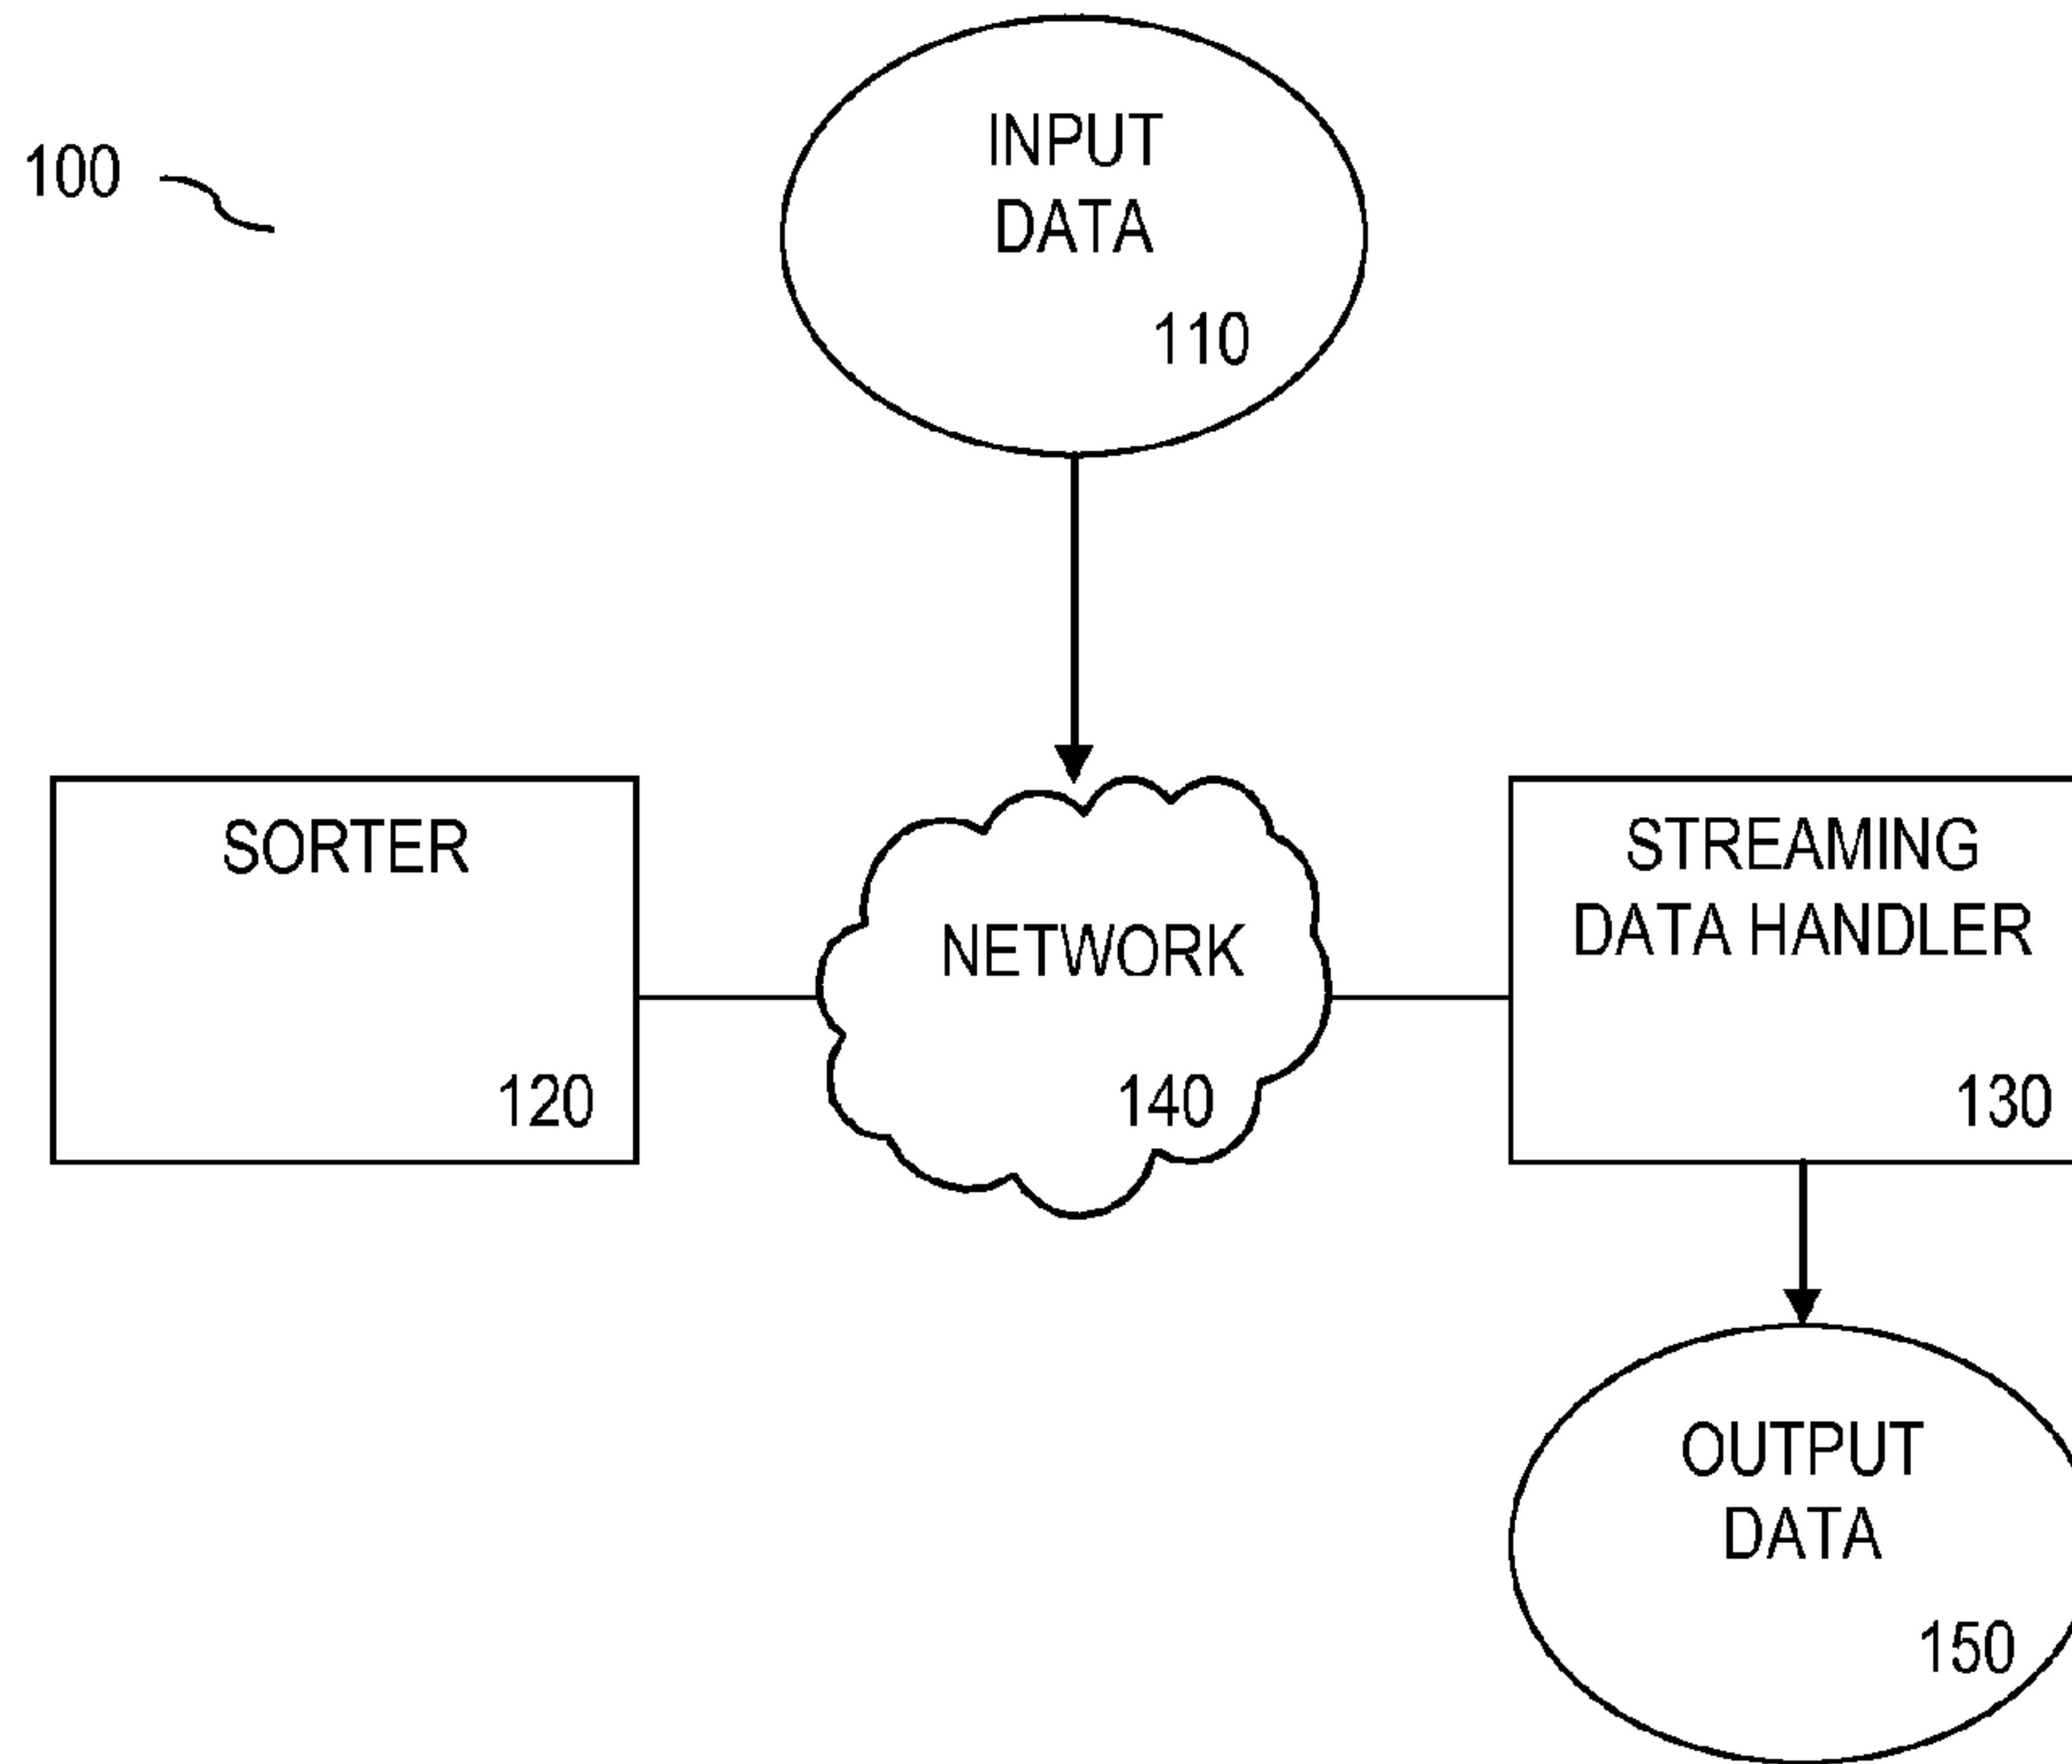 100
INPUT
DATA
110
SORTER
120
NETWORK
140
STREAMING
DATA HANDLER
130
OUTPUT
DATA
150